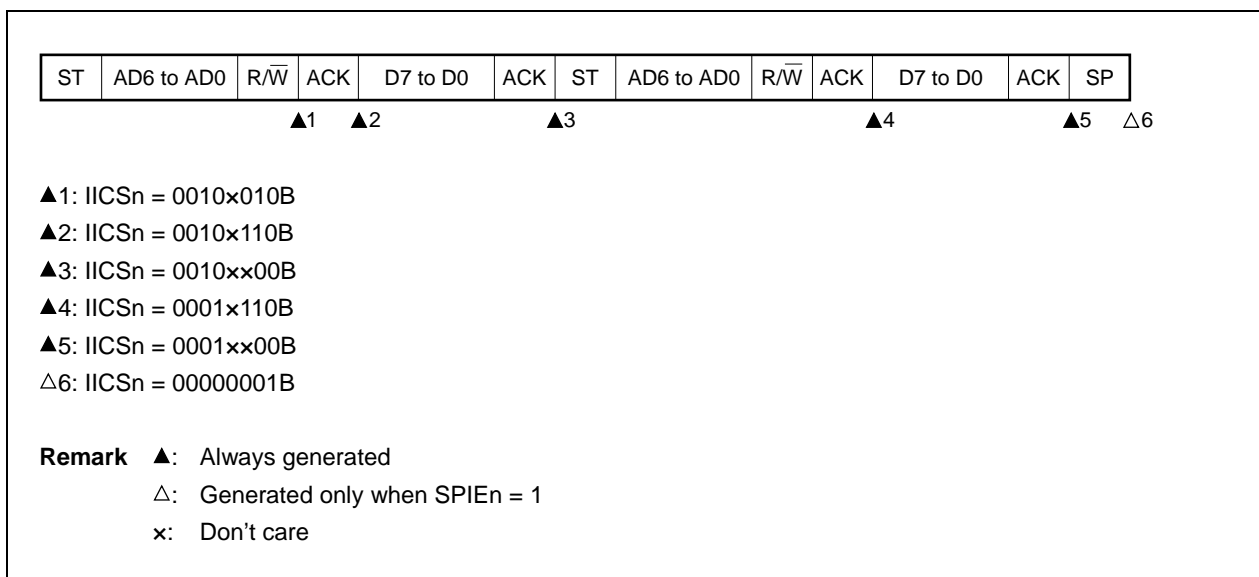 ST AD6 to AD0 R/W̅ ACK D7 to D0 ACK ST AD6 to AD0 R/W̅ ACK D7 to D0 ACK SP
▲1 ▲2 ▲3 ▲4 ▲5 △6
▲1: IICSn = 0010×010B
▲2: IICSn = 0010×110B
▲3: IICSn = 0010××00B
▲4: IICSn = 0001×110B
▲5: IICSn = 0001××00B
△6: IICSn = 00000001B
Remark ▲: Always generated
△: Generated only when SPIEn = 1
×: Don't care